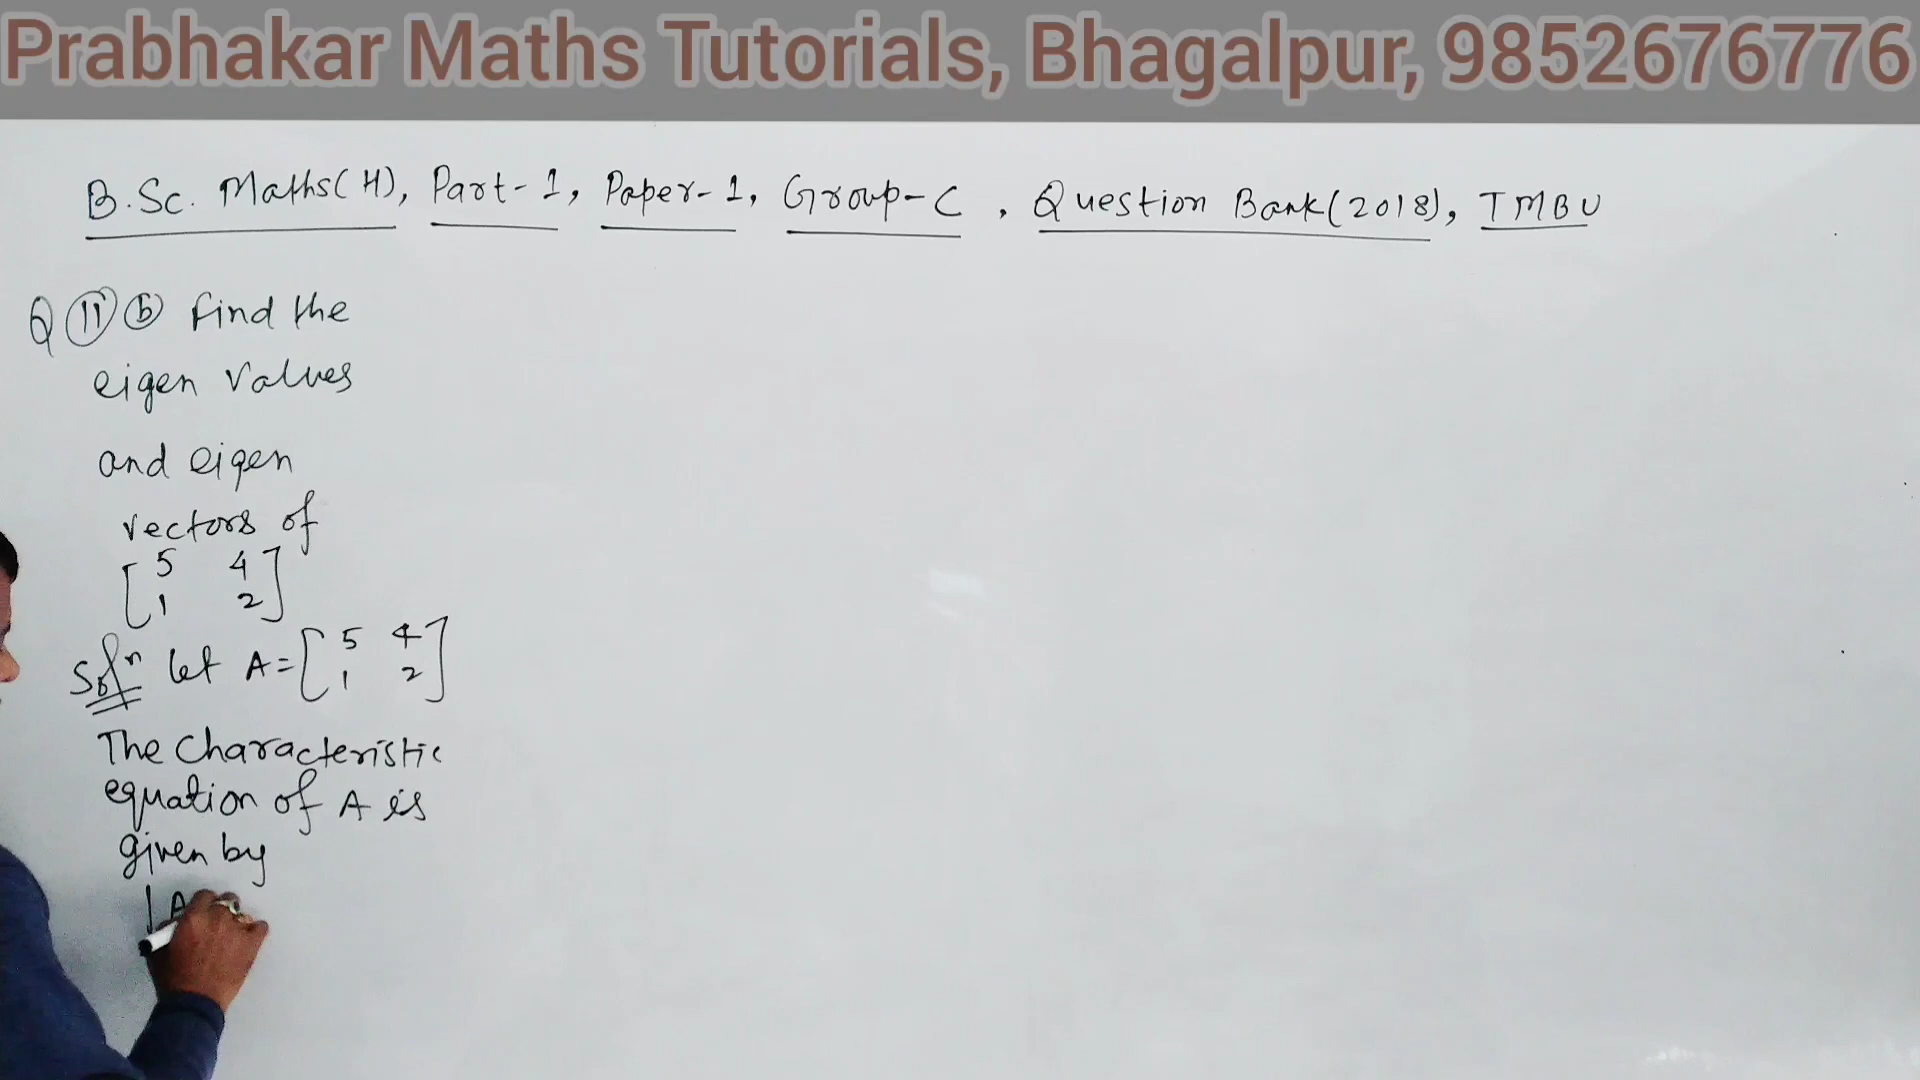 Prabhakar Maths Tutorials, Bhagalpur, 9852676776
B.Sc. Maths(H), Part-1, Paper-1, Group-C, Question Bank(2018), TMBU
Q 11 b Find the
eigen values
and eigen
vectors of
[5 4]
[1 2]
Soln let A = [5 4]
[1 2]
The characteristic
equation of A is
given by
|A